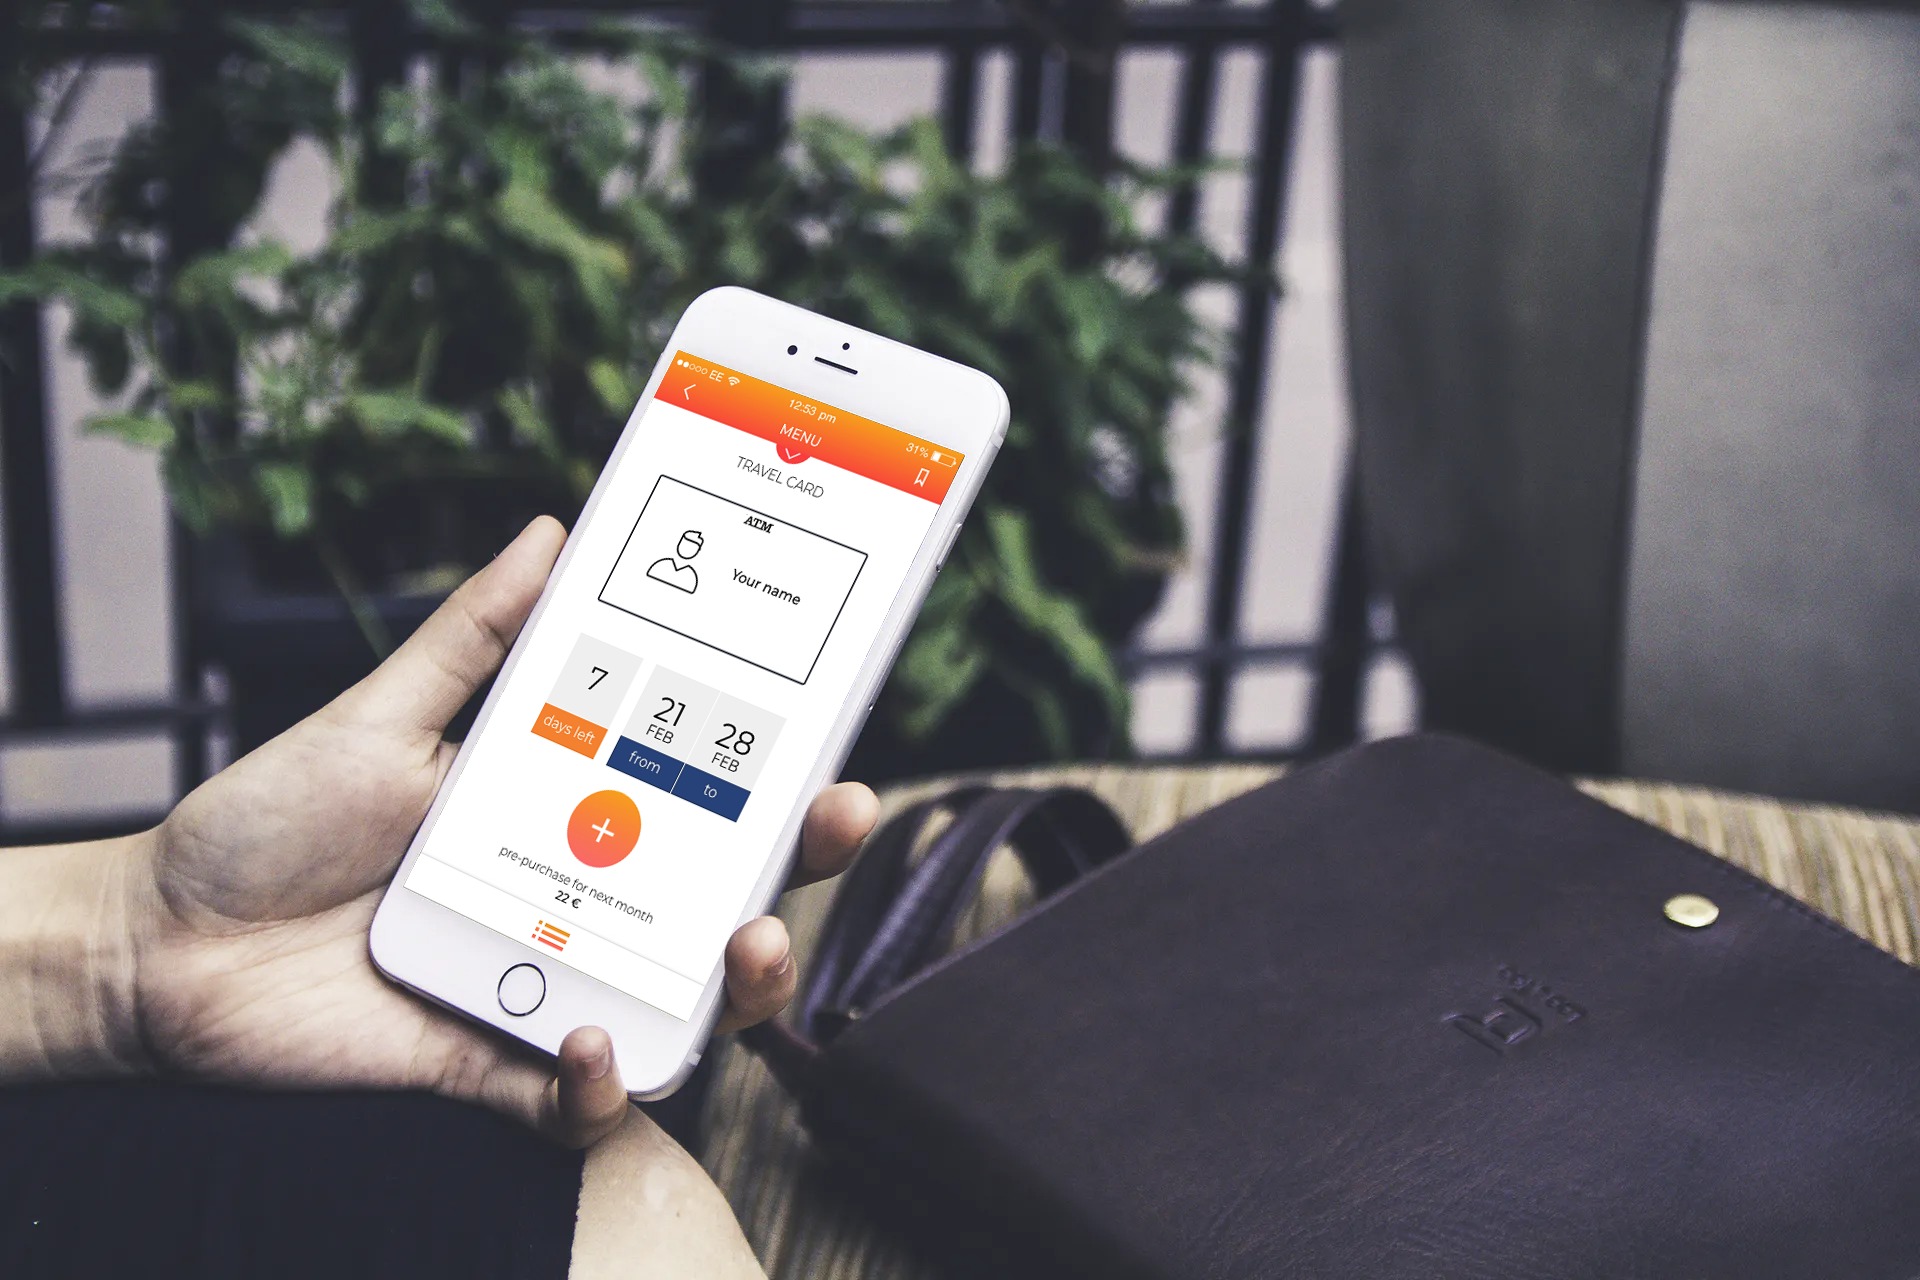 EE
12:53 pm
31%
MENU
TRAVEL CARD
ATM
Your name
7
days left
21
FEB
from
28
FEB
to
+
pre-purchase for next month
22 €